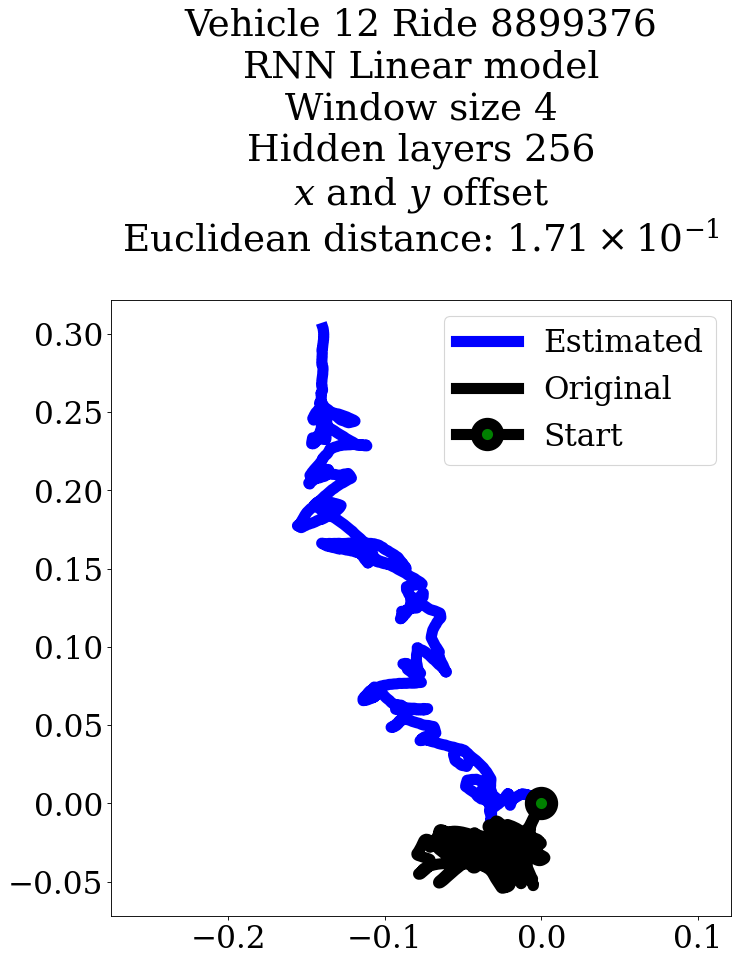 Vehicle 12 Ride 8899376
RNN Linear model
Window size 4
Hidden layers 256
x and y offset
Euclidean distance: 1.71 × 10⁻¹
Estimated
Original
Start
0.30
0.25
0.20
0.15
0.10
0.05
0.00
−0.05
−0.2 −0.1 0.0 0.1